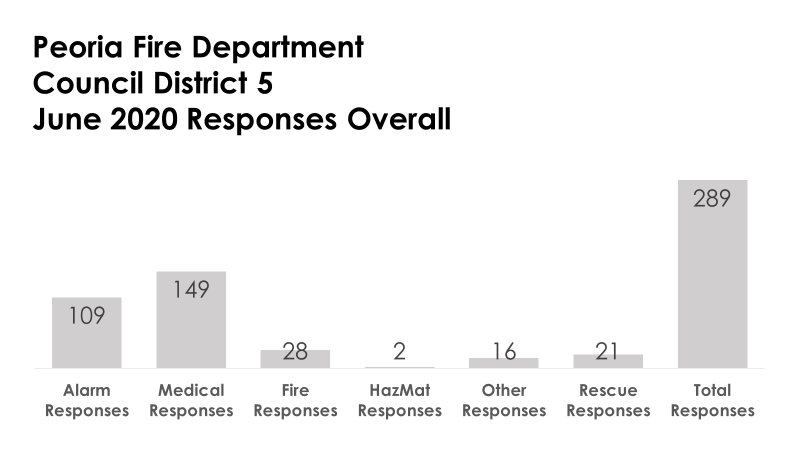 Peoria Fire Department
Council District 5
June 2020 Responses Overall
109
149
28
2
16
21
289
Alarm
Responses
Medical
Responses
Fire
Responses
HazMat
Responses
Other
Responses
Rescue
Responses
Total
Responses